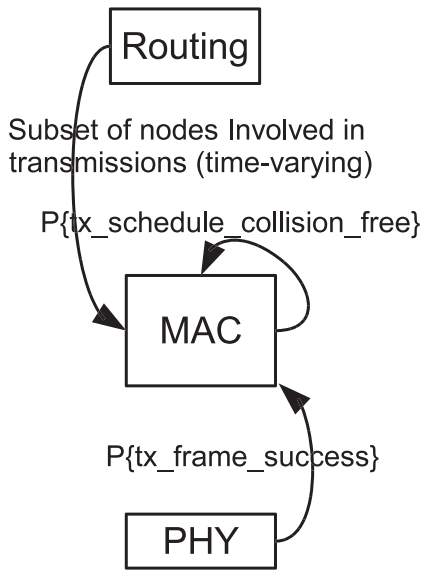 Routing
Subset of nodes Involved in
transmissions (time-varying)
P{tx_schedule_collision_free}
MAC
P{tx_frame_success}
PHY